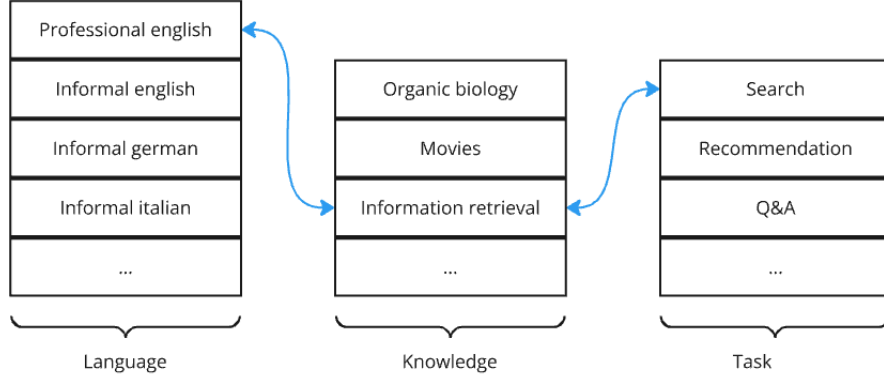 Professional english
Informal english
Informal german
Informal italian
...
Language
Organic biology
Movies
Information retrieval
...
Knowledge
Search
Recommendation
Q&A
...
Task